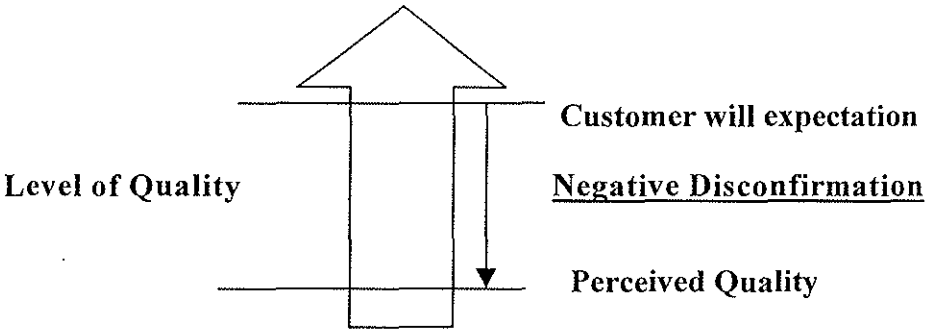 Customer will expectation
Level of Quality
Negative Disconfirmation
Perceived Quality